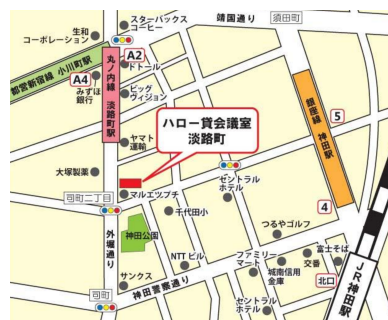 スターバックス
コーヒー
靖国通り
須田町
生和
コーポレーション
都営新宿線 小川町駅
丸ノ内線 淡路町駅
A2
ドトール
A4
みずほ
銀行
ビッグ
ヴィジョン
ハロー貸会議室
淡路町
銀座線 神田駅
5
ヤマト
運輸
大塚製薬
マルエツプチ
セントラル
ホテル
司町二丁目
千代田小
4
神田公園
つるやゴルフ
外堀通り
NTTビル
ファミリー
マート
富士そば
交番
城南信用
金庫
北口
JR神田駅
サンクス
神田警察通り
司町
セントラル
ホテル